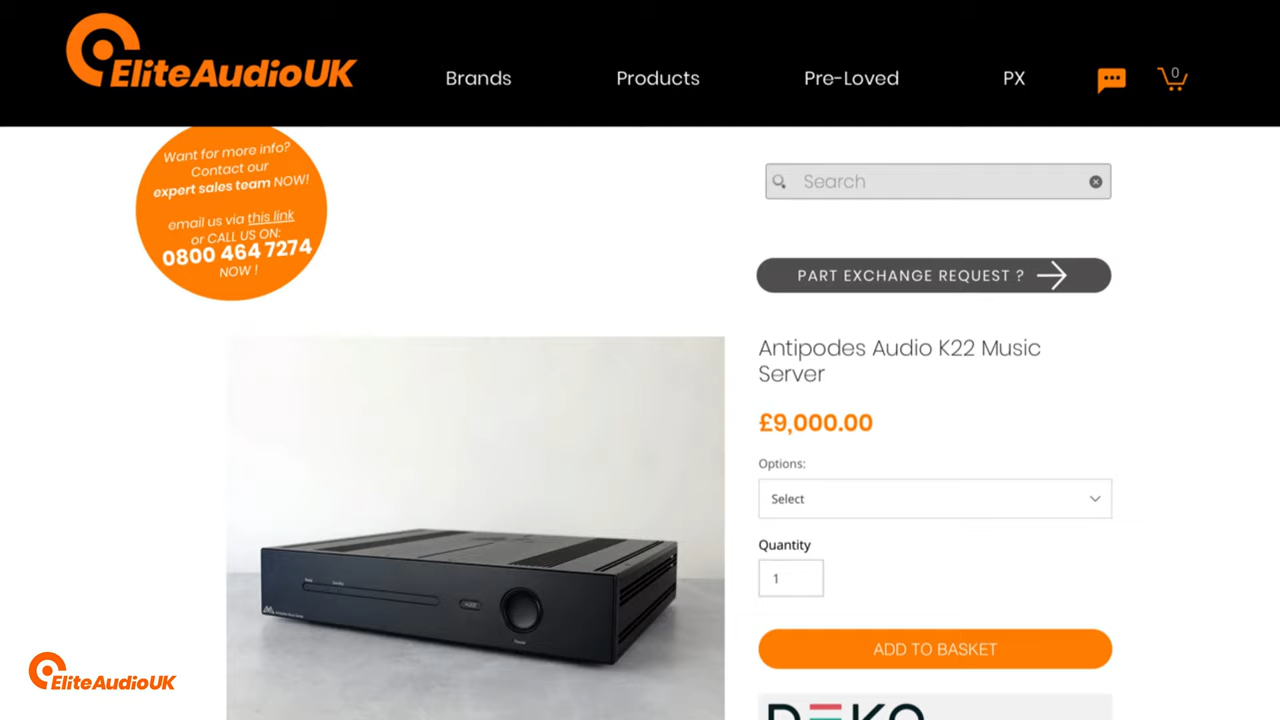 EliteAudioUK
Brands
Products
Pre-Loved
PX
0
Want for more info?
Contact our
expert sales team NOW!
email us via this link
or CALL US ON:
0800 464 7274
NOW !
Search
PART EXCHANGE REQUEST ?
Antipodes Audio K22 Music
Server
£9,000.00
Options:
Select
Quantity
1
ADD TO BASKET
K22
Power
EliteAudioUK